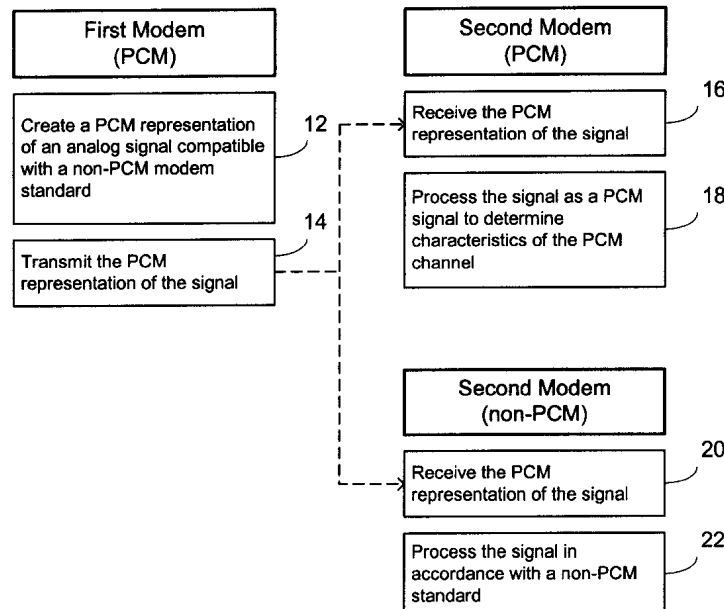 First Modem
(PCM)
Create a PCM representation
of an analog signal compatible
with a non-PCM modem
standard
12
Transmit the PCM
representation of the signal
14
Second Modem
(PCM)
Receive the PCM
representation of the signal
16
Process the signal as a PCM
signal to determine
characteristics of the PCM
channel
18
Second Modem
(non-PCM)
Receive the PCM
representation of the signal
20
Process the signal in
accordance with a non-PCM
standard
22